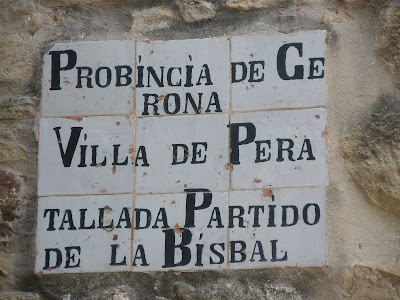 PROBINCIA DE GE
RONA
VILLA DE PERA
TALLADA PARTIDO
DE LA BISBAL